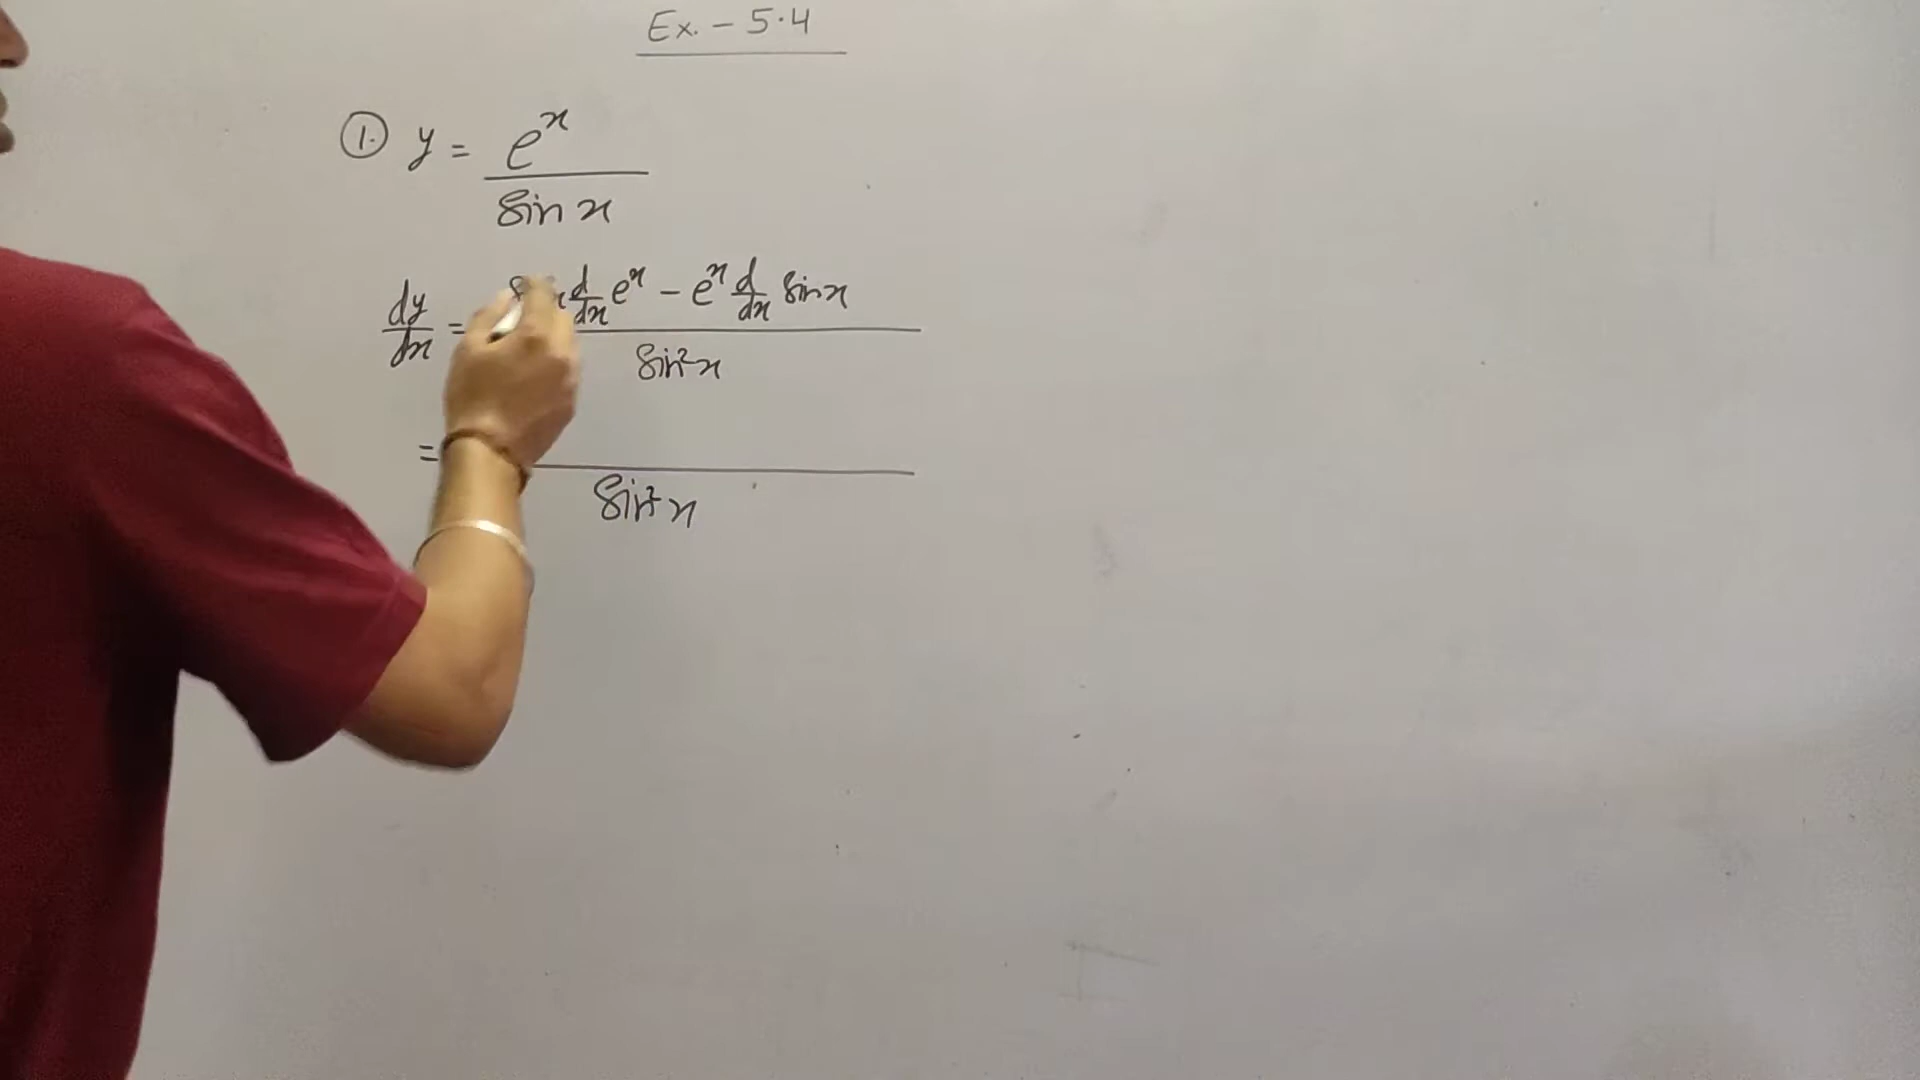 Ex. - 5.4
① y = e^x / sin x
dy/dx = d/dx e^x - e^x d/dx sin x / sin²x
= / sin²x